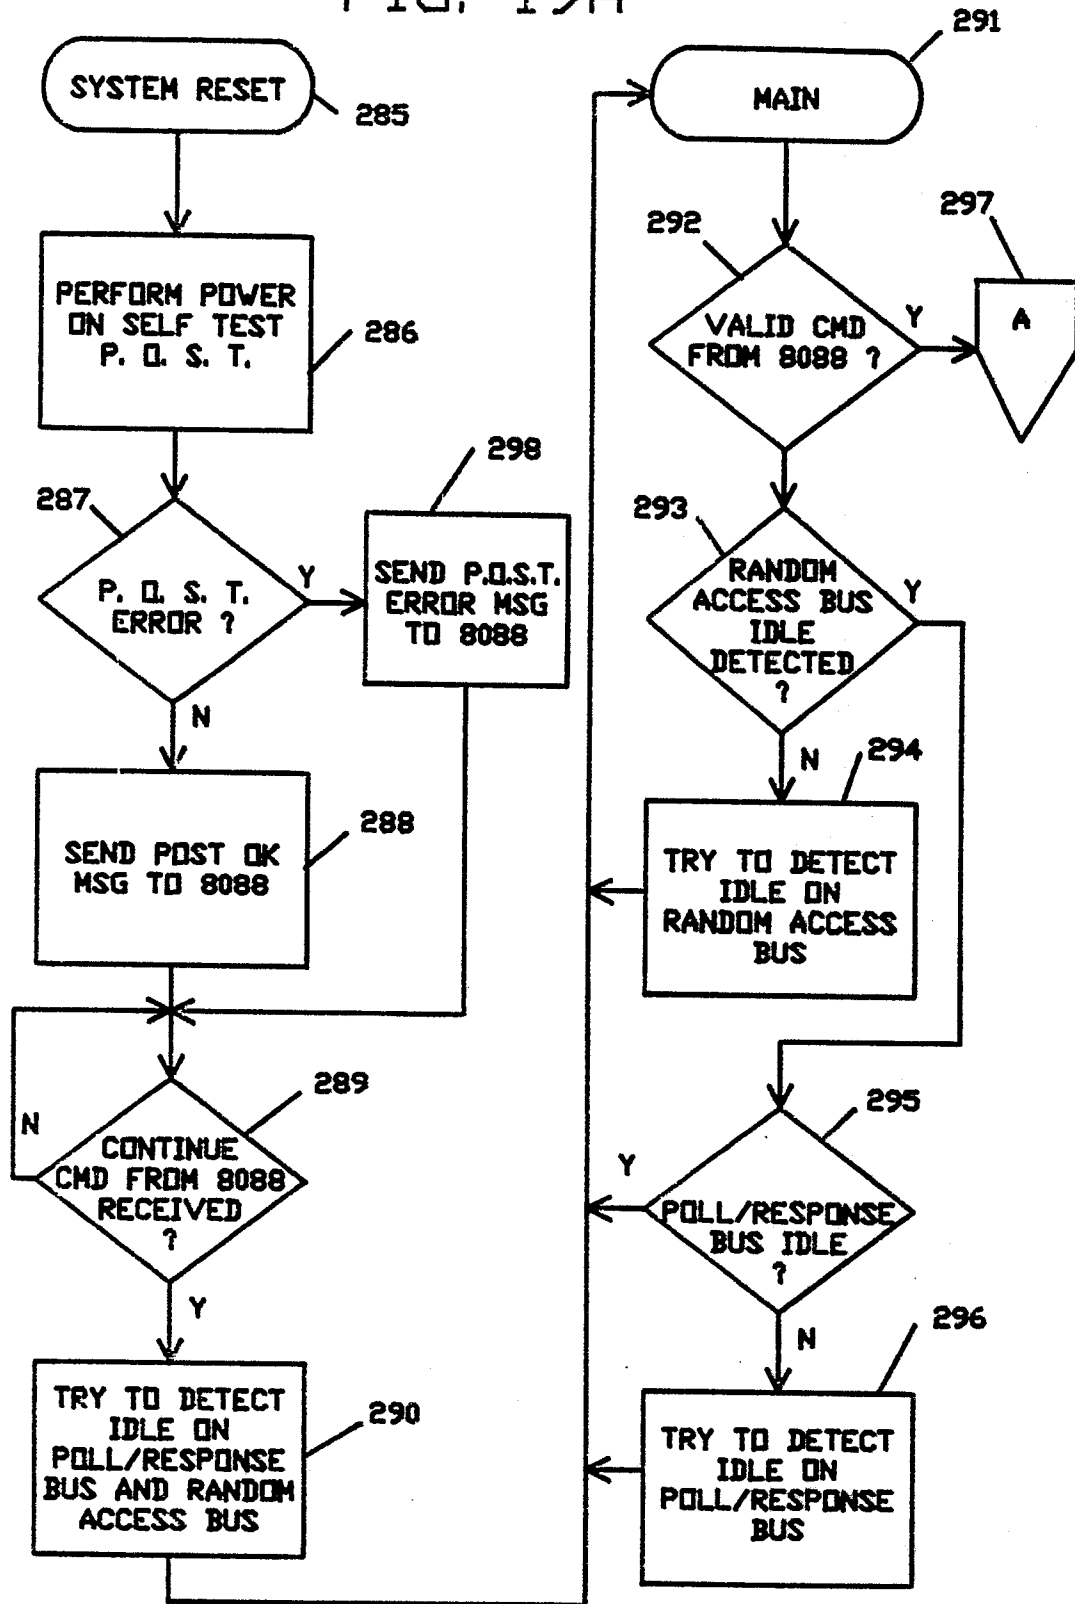 FIG. 19A
SYSTEM RESET
285
PERFORM POWER
ON SELF TEST
P. O. S. T.
286
287
P. O. S. T.
ERROR ?
Y
N
298
SEND P.O.S.T.
ERROR MSG
TO 8088
SEND POST OK
MSG TO 8088
288
289
CONTINUE
CMD FROM 8088
RECEIVED
?
N
Y
TRY TO DETECT
IDLE ON
POLL/RESPONSE
BUS AND RANDOM
ACCESS BUS
290
291
MAIN
292
VALID CMD
FROM 8088 ?
Y
297
A
293
RANDOM
ACCESS BUS
IDLE
DETECTED
?
Y
N
294
TRY TO DETECT
IDLE ON
RANDOM ACCESS
BUS
295
POLL/RESPONSE
BUS IDLE
?
Y
N
296
TRY TO DETECT
IDLE ON
POLL/RESPONSE
BUS